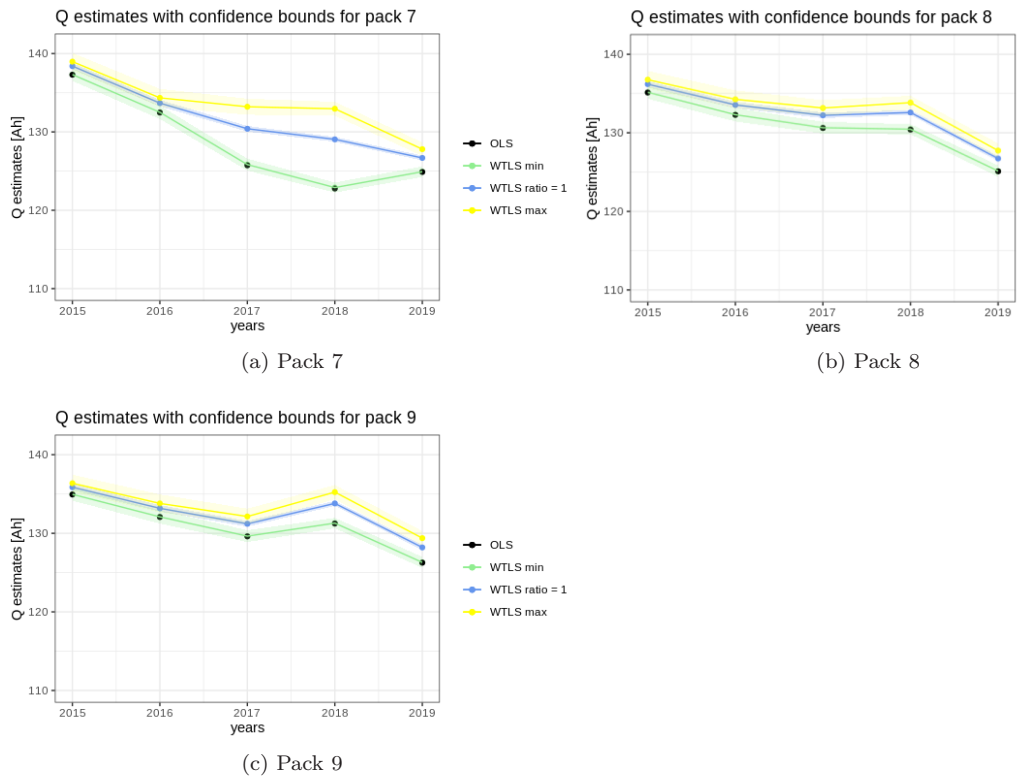 Q estimates with confidence bounds for pack 7
140
130
120
110
Q estimates [Ah]
2015 2016 2017 2018 2019
years
OLS
WTLS min
WTLS ratio = 1
WTLS max
(a) Pack 7
Q estimates with confidence bounds for pack 8
140
130
120
110
Q estimates [Ah]
2015 2016 2017 2018 2019
years
(b) Pack 8
Q estimates with confidence bounds for pack 9
140
130
120
110
Q estimates [Ah]
2015 2016 2017 2018 2019
years
OLS
WTLS min
WTLS ratio = 1
WTLS max
(c) Pack 9